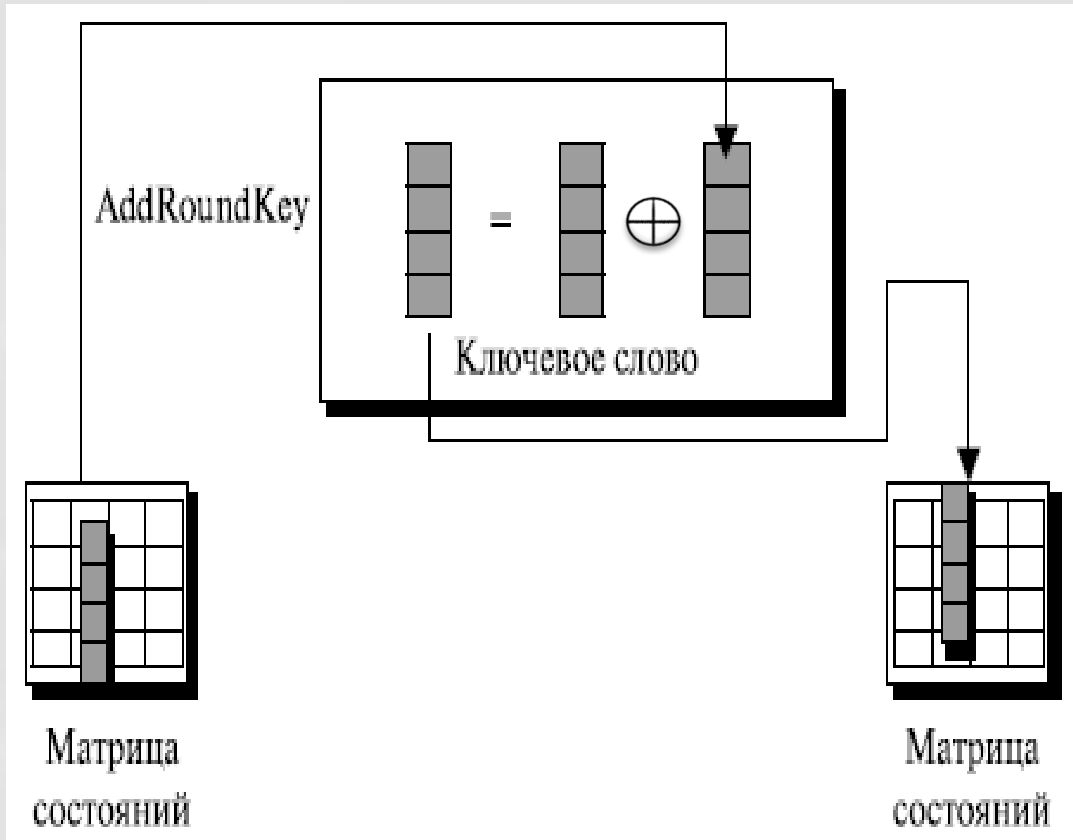 AddRoundKey
=
Ключевое слово
Матрица
состояний
Матрица
состояний